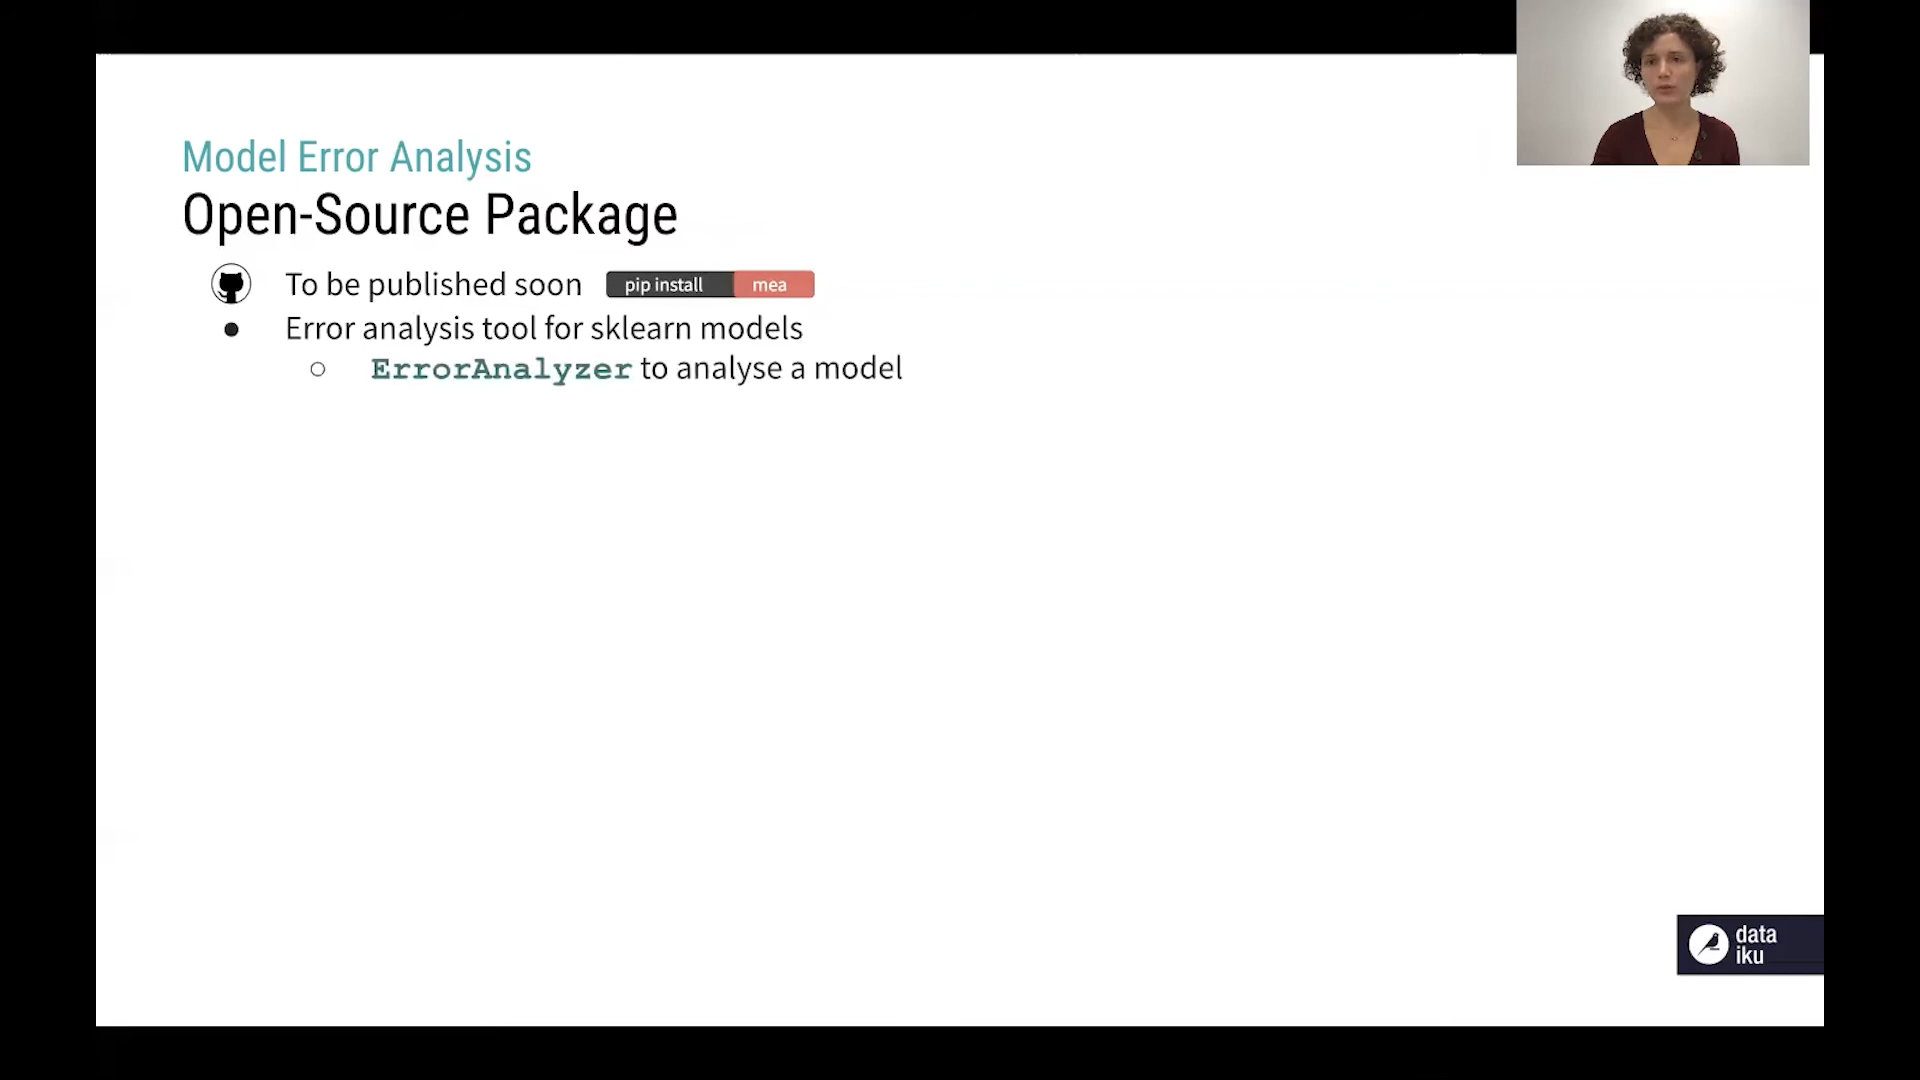 Model Error Analysis
Open-Source Package
To be published soon pip install mea
Error analysis tool for sklearn models
ErrorAnalyzer to analyse a model
data
iku